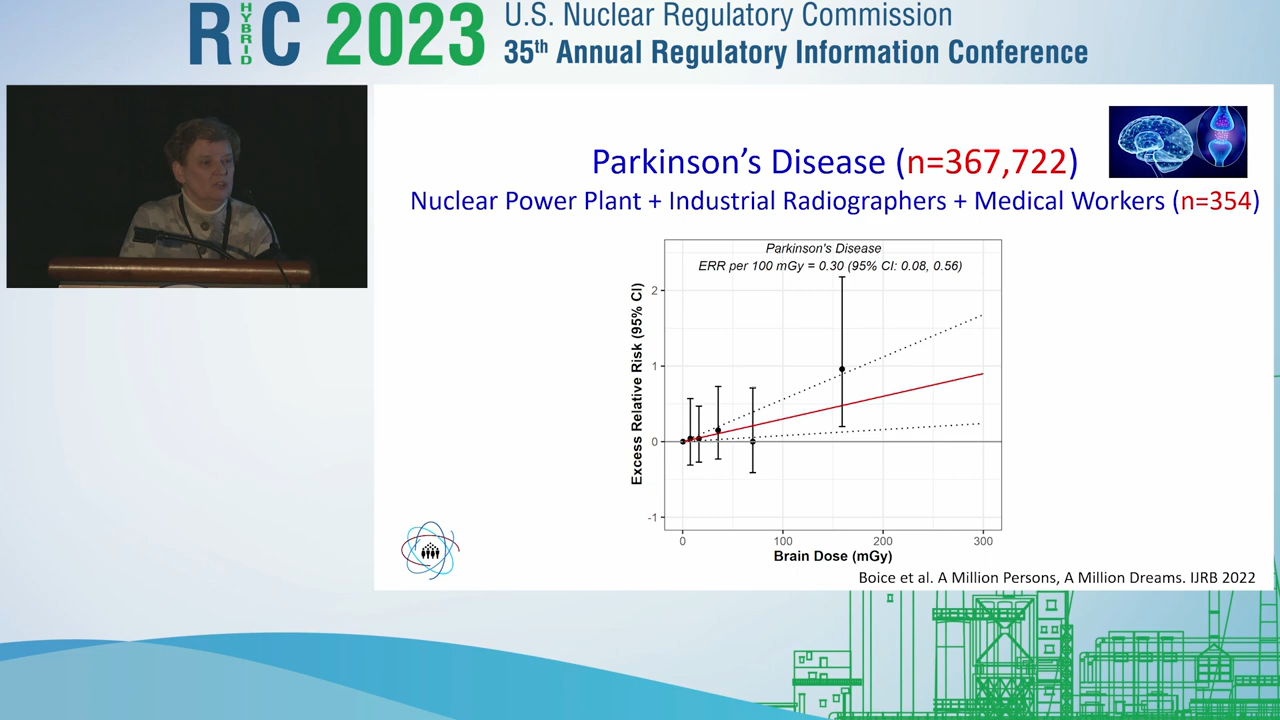 RIC 2023
HYBRID
U.S. Nuclear Regulatory Commission
35th Annual Regulatory Information Conference
Parkinson's Disease (n=367,722)
Nuclear Power Plant + Industrial Radiographers + Medical Workers (n=354)
Parkinson's Disease
ERR per 100 mGy = 0.30 (95% CI: 0.08, 0.56)
Excess Relative Risk (95% CI)
2
1
0
-1
0 100 200 300
Brain Dose (mGy)
Boice et al. A Million Persons, A Million Dreams. IJRB 2022